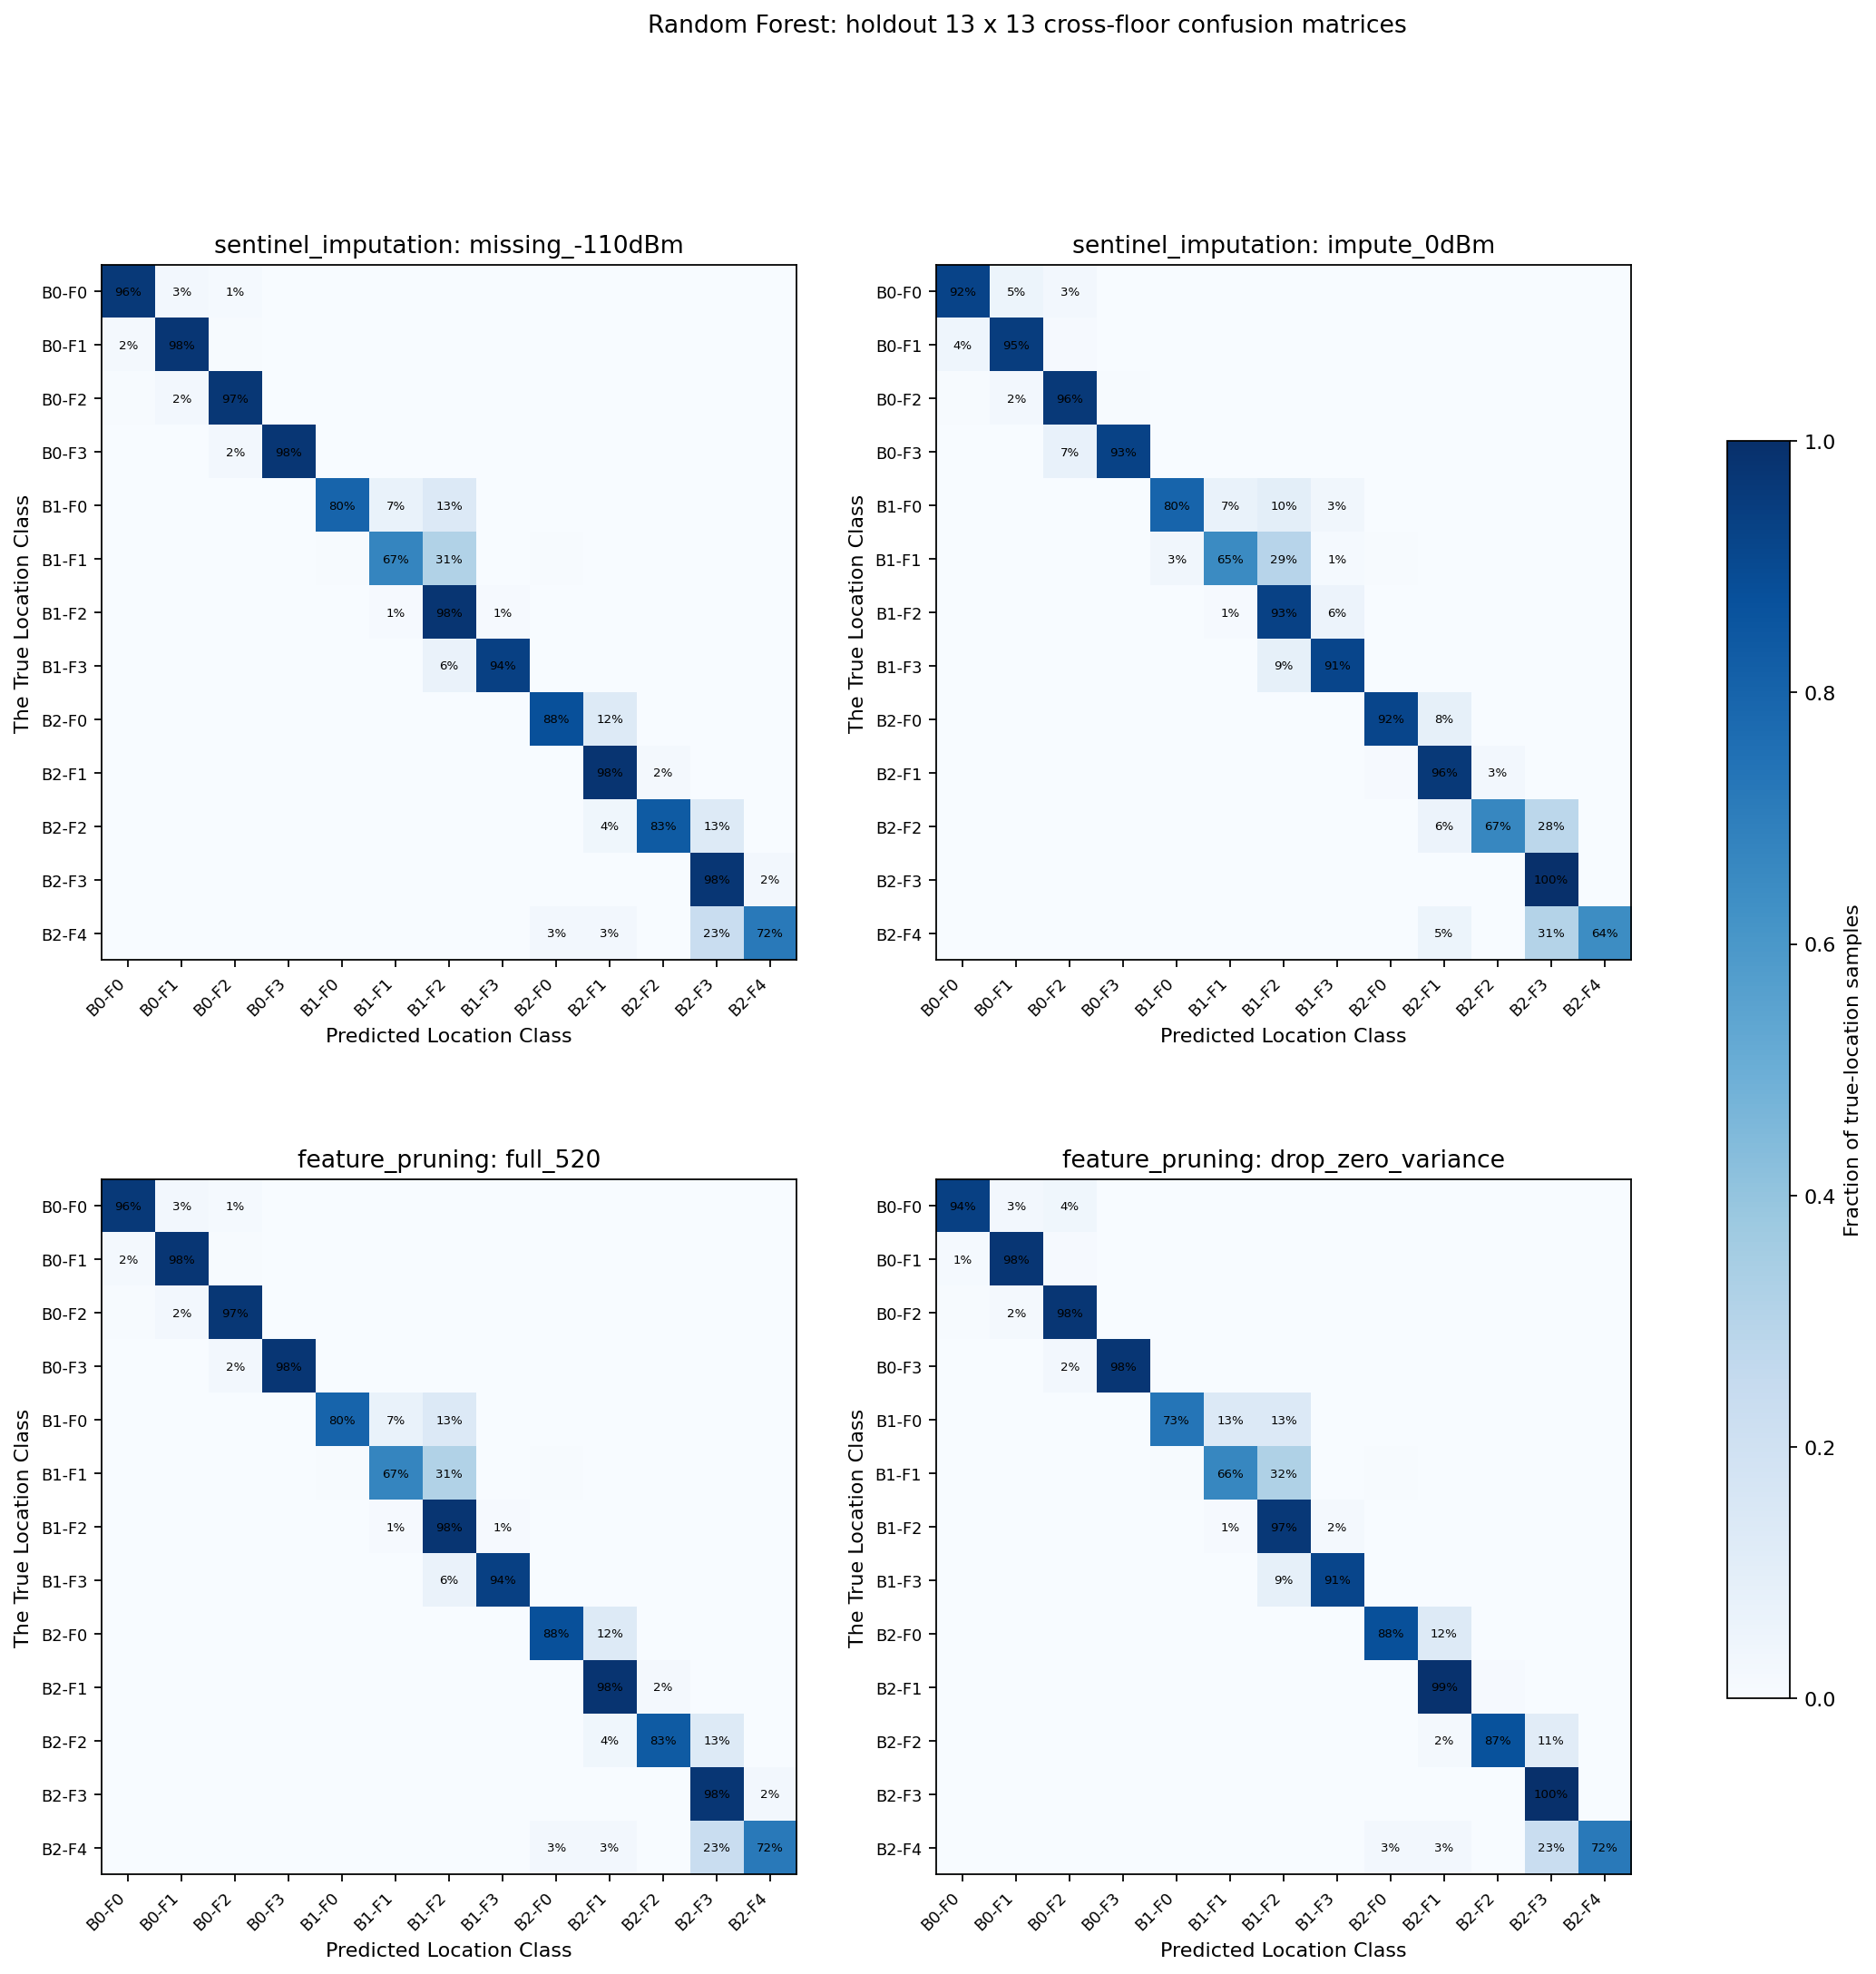 Random Forest: holdout 13 x 13 cross-floor confusion matrices
sentinel_imputation: missing_-110dBm
The True Location Class
B0-F0 96% 3% 1%
B0-F1 2% 98%
B0-F2 2% 97%
B0-F3 2% 98%
B1-F0 80% 7% 13%
B1-F1 67% 31%
B1-F2 1% 98% 1%
B1-F3 6% 94%
B2-F0 88% 12%
B2-F1 98% 2%
B2-F2 4% 83% 13%
B2-F3 98% 2%
B2-F4 3% 3% 23% 72%
B0-F0 B0-F1 B0-F2 B0-F3 B1-F0 B1-F1 B1-F2 B1-F3 B2-F0 B2-F1 B2-F2 B2-F3 B2-F4
Predicted Location Class
sentinel_imputation: impute_0dBm
The True Location Class
B0-F0 92% 5% 3%
B0-F1 4% 95%
B0-F2 2% 96%
B0-F3 7% 93%
B1-F0 80% 7% 10% 3%
B1-F1 3% 65% 29% 1%
B1-F2 1% 93% 6%
B1-F3 9% 91%
B2-F0 92% 8%
B2-F1 96% 3%
B2-F2 6% 67% 28%
B2-F3 100%
B2-F4 5% 31% 64%
B0-F0 B0-F1 B0-F2 B0-F3 B1-F0 B1-F1 B1-F2 B1-F3 B2-F0 B2-F1 B2-F2 B2-F3 B2-F4
Predicted Location Class
feature_pruning: full_520
The True Location Class
B0-F0 96% 3% 1%
B0-F1 2% 98%
B0-F2 2% 97%
B0-F3 2% 98%
B1-F0 80% 7% 13%
B1-F1 67% 31%
B1-F2 1% 98% 1%
B1-F3 6% 94%
B2-F0 88% 12%
B2-F1 98% 2%
B2-F2 4% 83% 13%
B2-F3 98% 2%
B2-F4 3% 3% 23% 72%
B0-F0 B0-F1 B0-F2 B0-F3 B1-F0 B1-F1 B1-F2 B1-F3 B2-F0 B2-F1 B2-F2 B2-F3 B2-F4
Predicted Location Class
feature_pruning: drop_zero_variance
The True Location Class
B0-F0 94% 3% 4%
B0-F1 1% 98%
B0-F2 2% 98%
B0-F3 2% 98%
B1-F0 73% 13% 13%
B1-F1 66% 32%
B1-F2 1% 97% 2%
B1-F3 9% 91%
B2-F0 88% 12%
B2-F1 99%
B2-F2 2% 87% 11%
B2-F3 100%
B2-F4 3% 3% 23% 72%
B0-F0 B0-F1 B0-F2 B0-F3 B1-F0 B1-F1 B1-F2 B1-F3 B2-F0 B2-F1 B2-F2 B2-F3 B2-F4
Predicted Location Class
1.0
0.8
0.6
0.4
0.2
0.0
Fraction of true-location samples